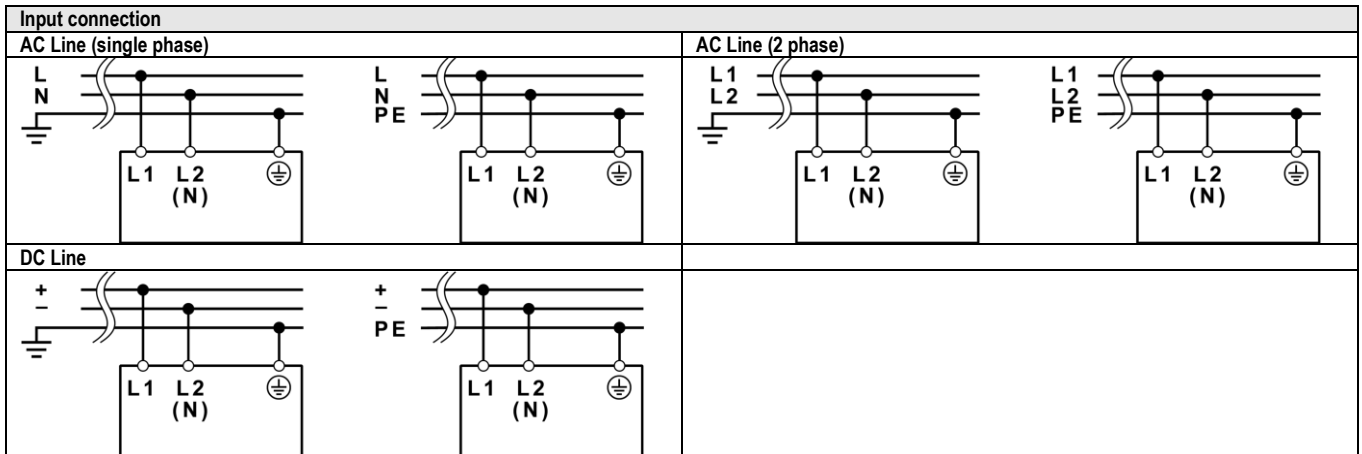 Input connection
AC Line (single phase)
AC Line (2 phase)
L
N
L1 L2
(N)
L
N
PE
L1 L2
(N)
L1
L2
L1 L2
(N)
L1
L2
PE
L1 L2
(N)
DC Line
+
–
L1 L2
(N)
+
–
PE
L1 L2
(N)